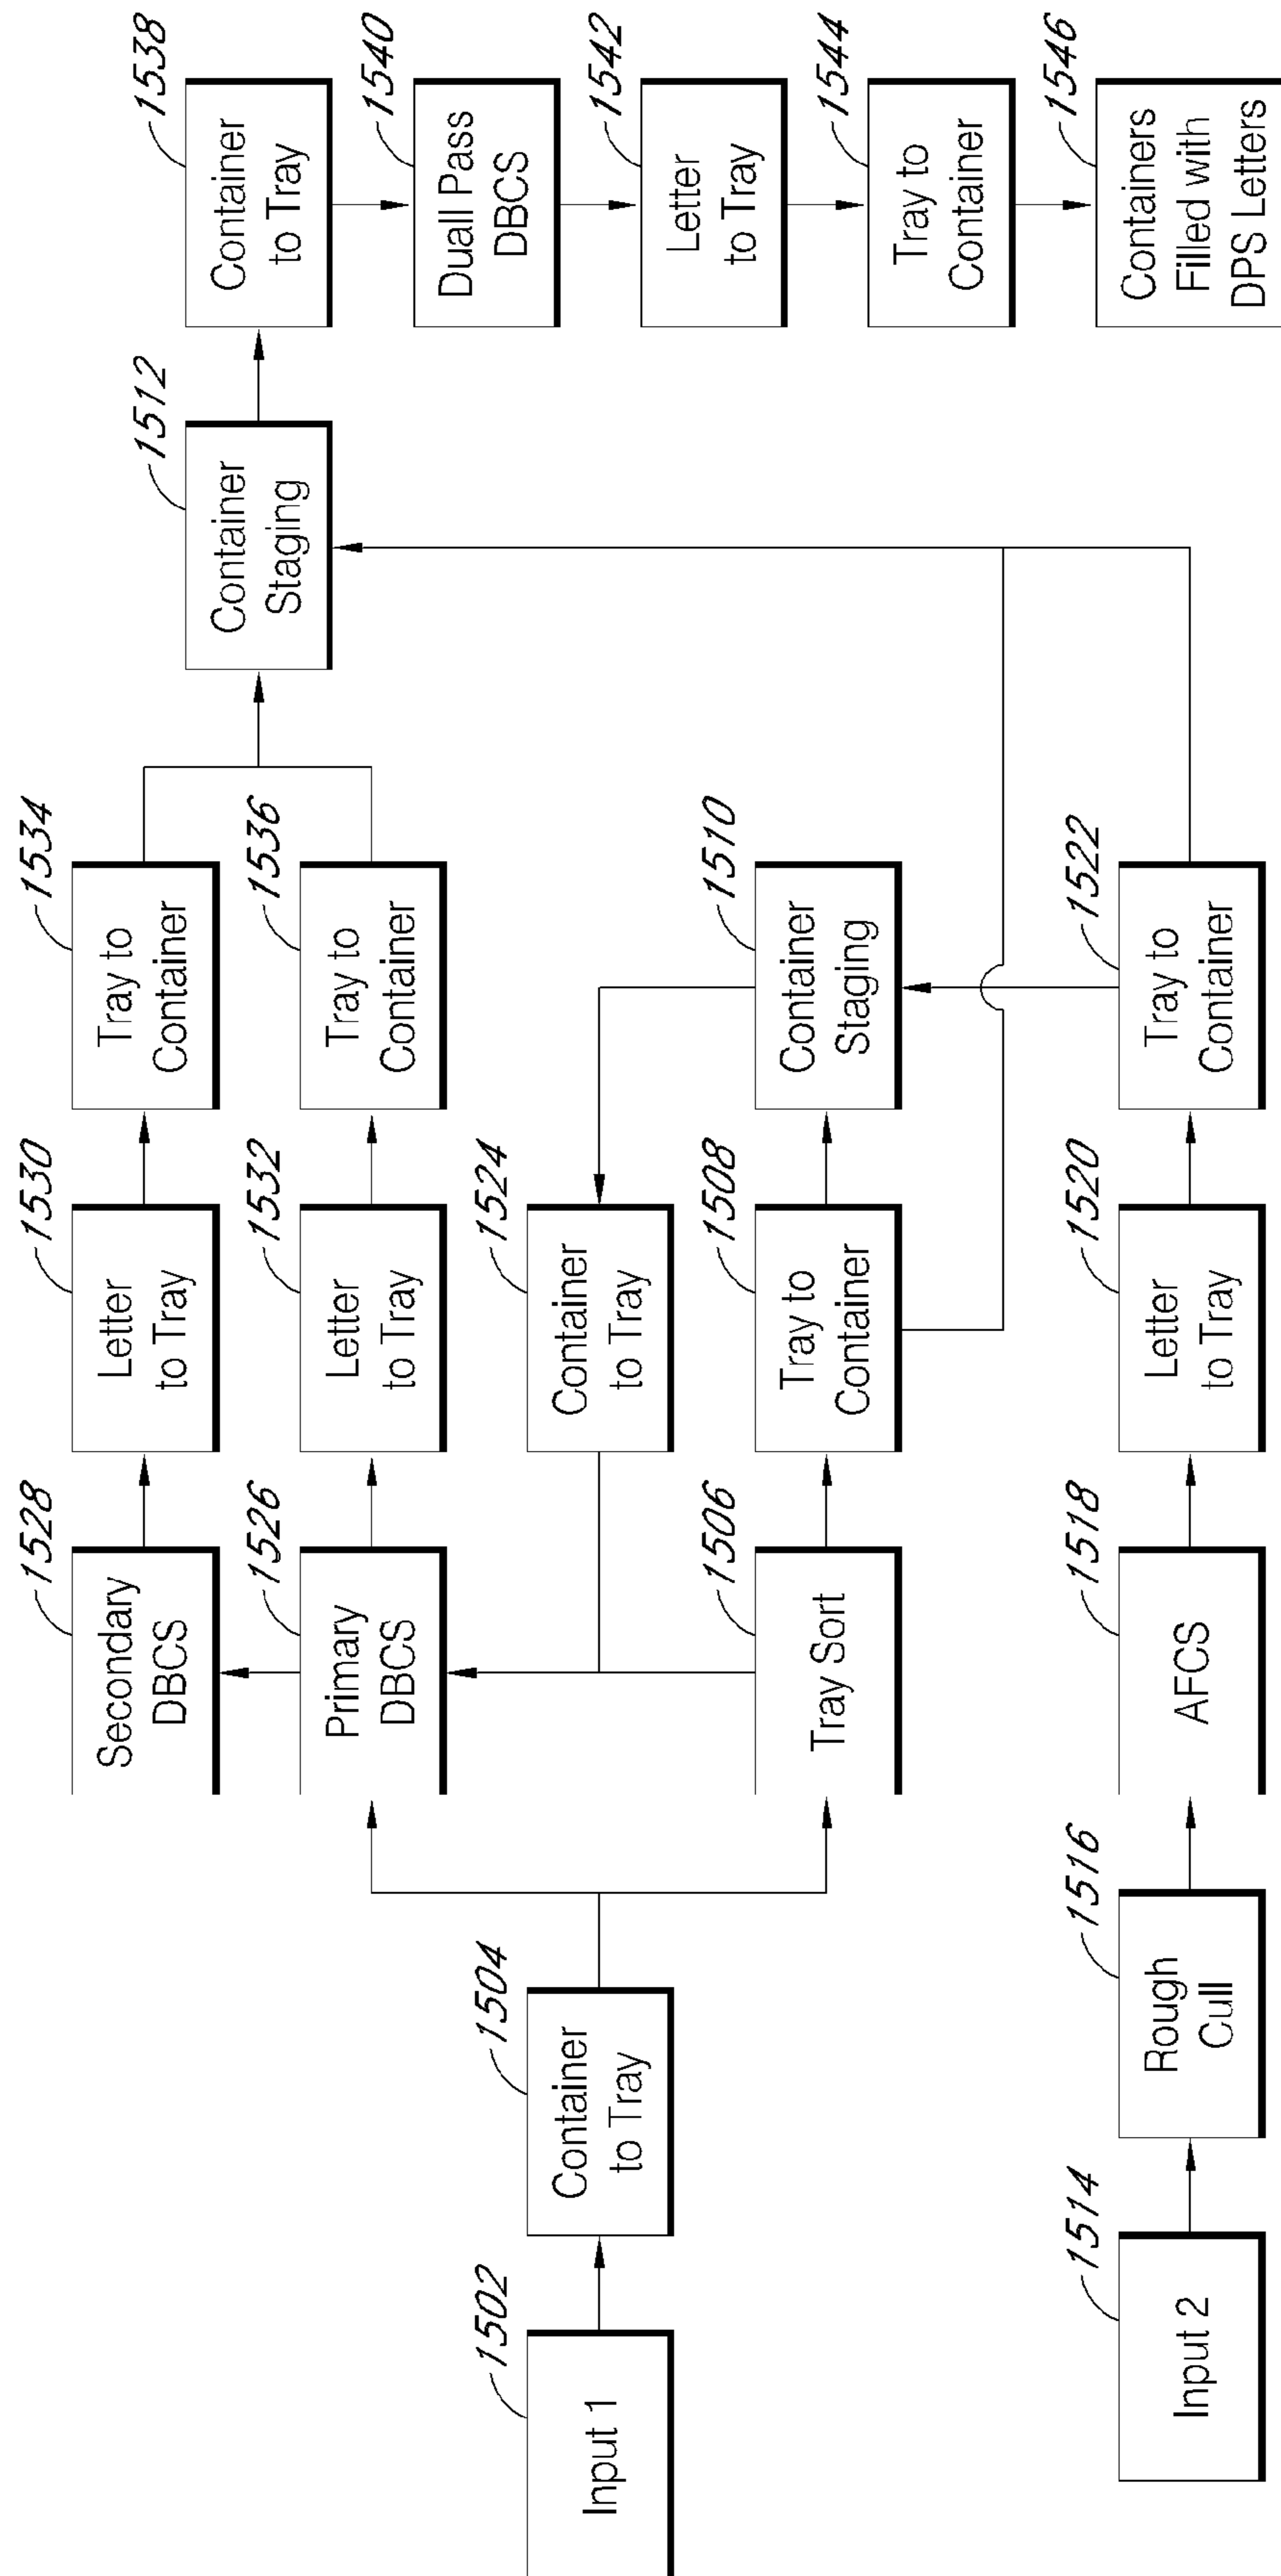 1502
Input 1
1504
Container
to Tray
1528
Secondary
DBCS
1526
Primary
DBCS
1506
Tray Sort
1530
Letter
to Tray
1532
Letter
to Tray
1524
Container
to Tray
1508
Tray to
Container
1534
Tray to
Container
1536
Tray to
Container
1510
Container
Staging
1512
Container
Staging
1514
Input 2
1516
Rough
Cull
1518
AFCS
1520
Letter
to Tray
1522
Tray to
Container
1538
Container
to Tray
1540
Duall Pass
DBCS
1542
Letter
to Tray
1544
Tray to
Container
1546
Containers
Filled with
DPS Letters